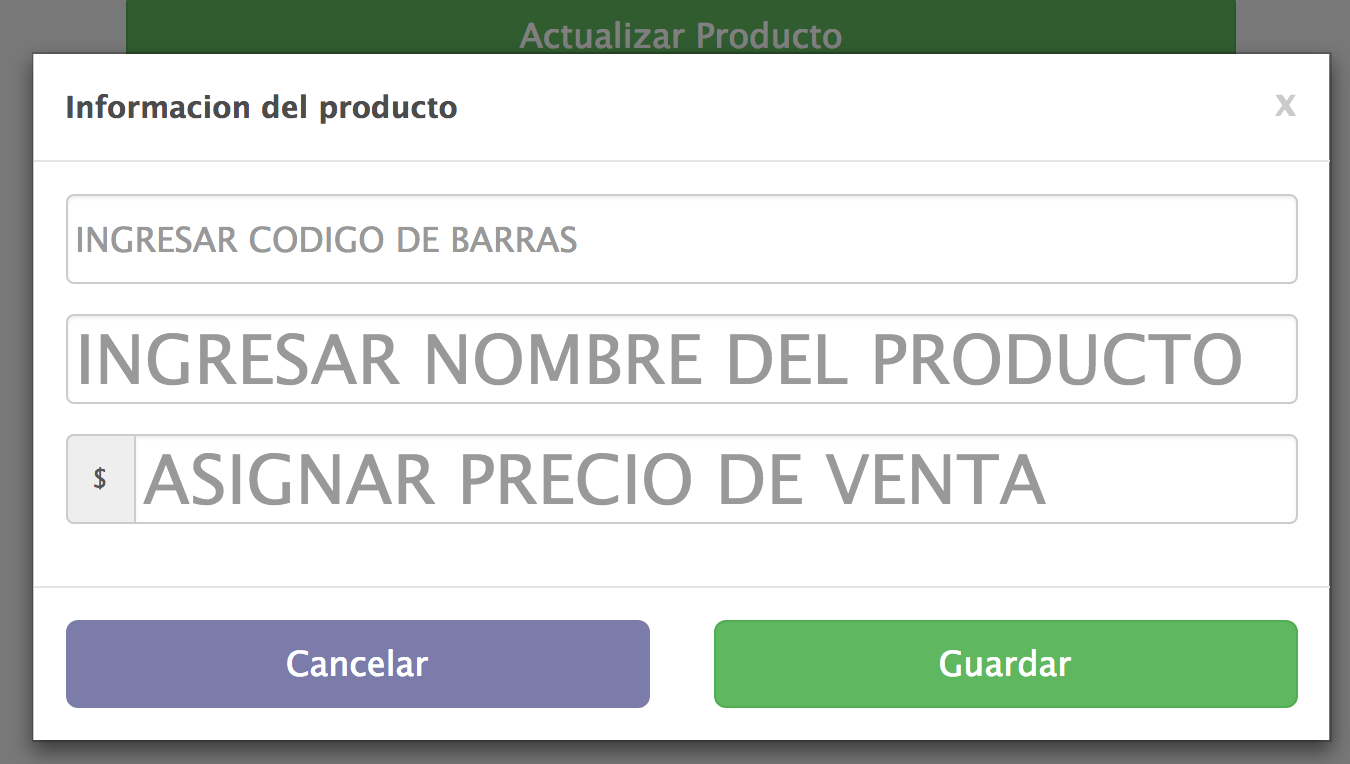 Actualizar Producto
Informacion del producto
x
INGRESAR CODIGO DE BARRAS
INGRESAR NOMBRE DEL PRODUCTO
$ ASIGNAR PRECIO DE VENTA
Cancelar Guardar